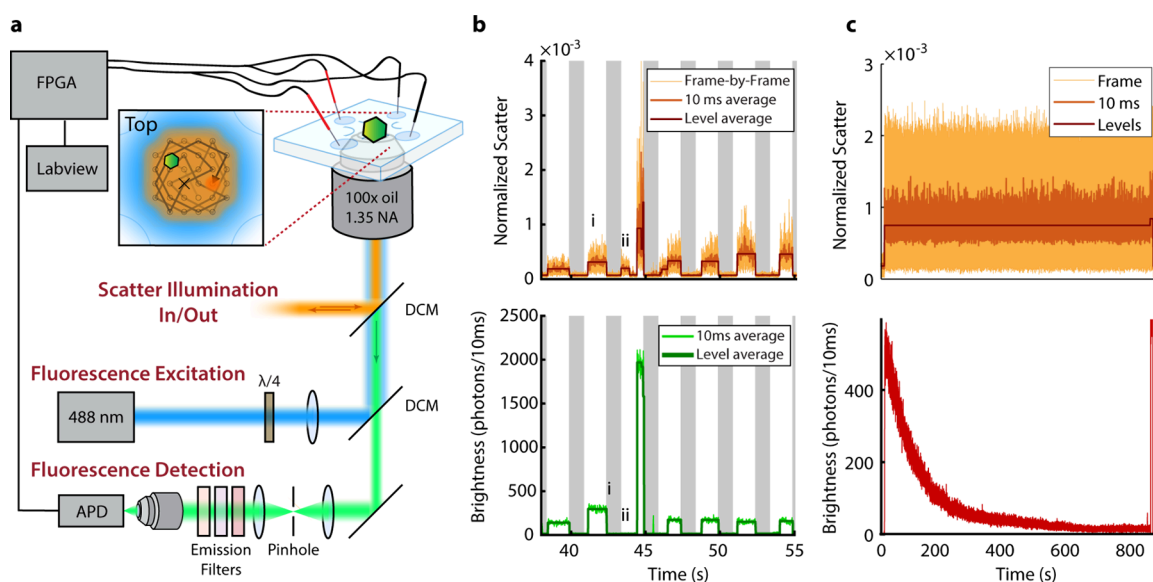 a
FPGA
Labview
Top
100x oil
1.35 NA
Scatter Illumination
In/Out
DCM
Fluorescence Excitation
λ/4
DCM
488 nm
Fluorescence Detection
APD
Emission
Filters
Pinhole
b
×10⁻³
4
3
2
1
0
Normalized Scatter
Frame-by-Frame
10 ms average
Level average
i
ii
2500
2000
1500
1000
500
0
Brightness (photons/10ms)
10ms average
Level average
i
ii
40
45
50
55
Time (s)
c
×10⁻³
3
2
1
0
Normalized Scatter
Frame
10 ms
Levels
400
200
0
Brightness (photons/10ms)
0
200
400
600
800
Time (s)